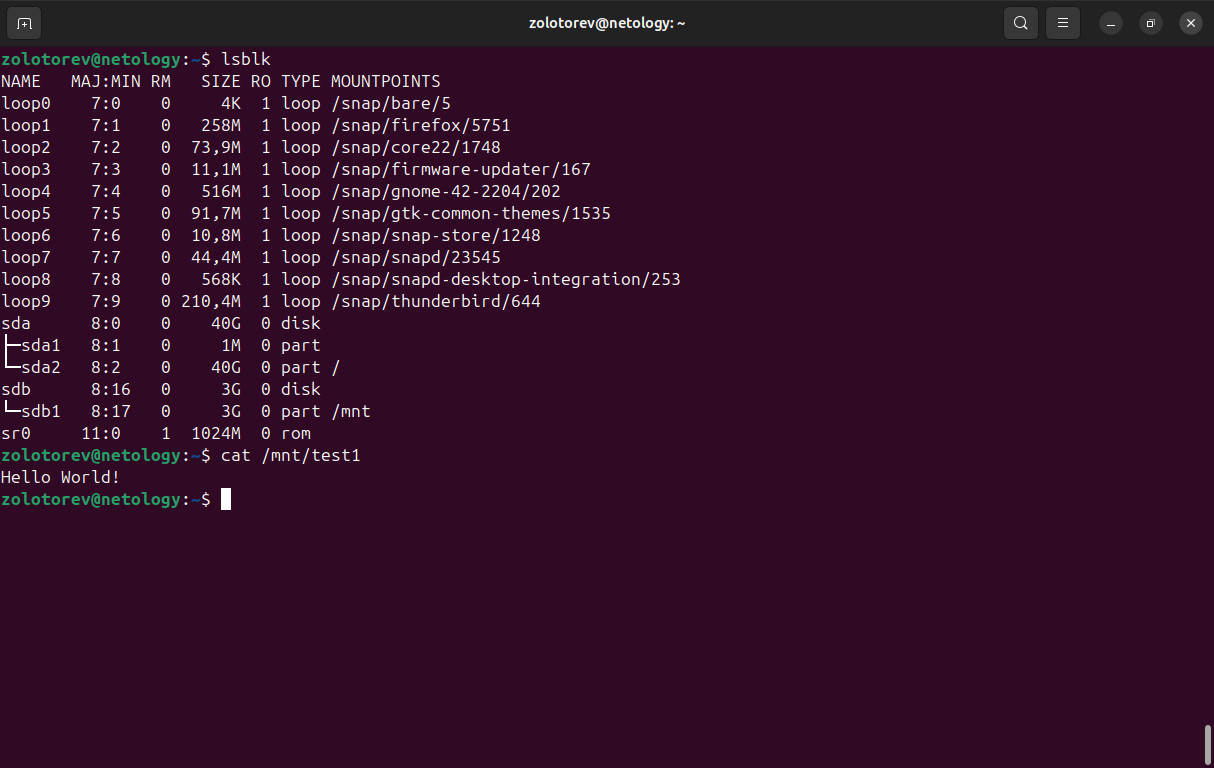 zolotorev@netology: ~
zolotorev@netology:~$ lsblk
NAME   MAJ:MIN RM   SIZE RO TYPE MOUNTPOINTS
loop0    7:0    0     4K  1 loop /snap/bare/5
loop1    7:1    0   258M  1 loop /snap/firefox/5751
loop2    7:2    0  73,9M  1 loop /snap/core22/1748
loop3    7:3    0  11,1M  1 loop /snap/firmware-updater/167
loop4    7:4    0   516M  1 loop /snap/gnome-42-2204/202
loop5    7:5    0  91,7M  1 loop /snap/gtk-common-themes/1535
loop6    7:6    0  10,8M  1 loop /snap/snap-store/1248
loop7    7:7    0  44,4M  1 loop /snap/snapd/23545
loop8    7:8    0   568K  1 loop /snap/snapd-desktop-integration/253
loop9    7:9    0 210,4M  1 loop /snap/thunderbird/644
sda      8:0    0    40G  0 disk
├─sda1   8:1    0     1M  0 part
└─sda2   8:2    0    40G  0 part /
sdb      8:16   0     3G  0 disk
└─sdb1   8:17   0     3G  0 part /mnt
sr0     11:0    1  1024M  0 rom
zolotorev@netology:~$ cat /mnt/test1
Hello World!
zolotorev@netology:~$